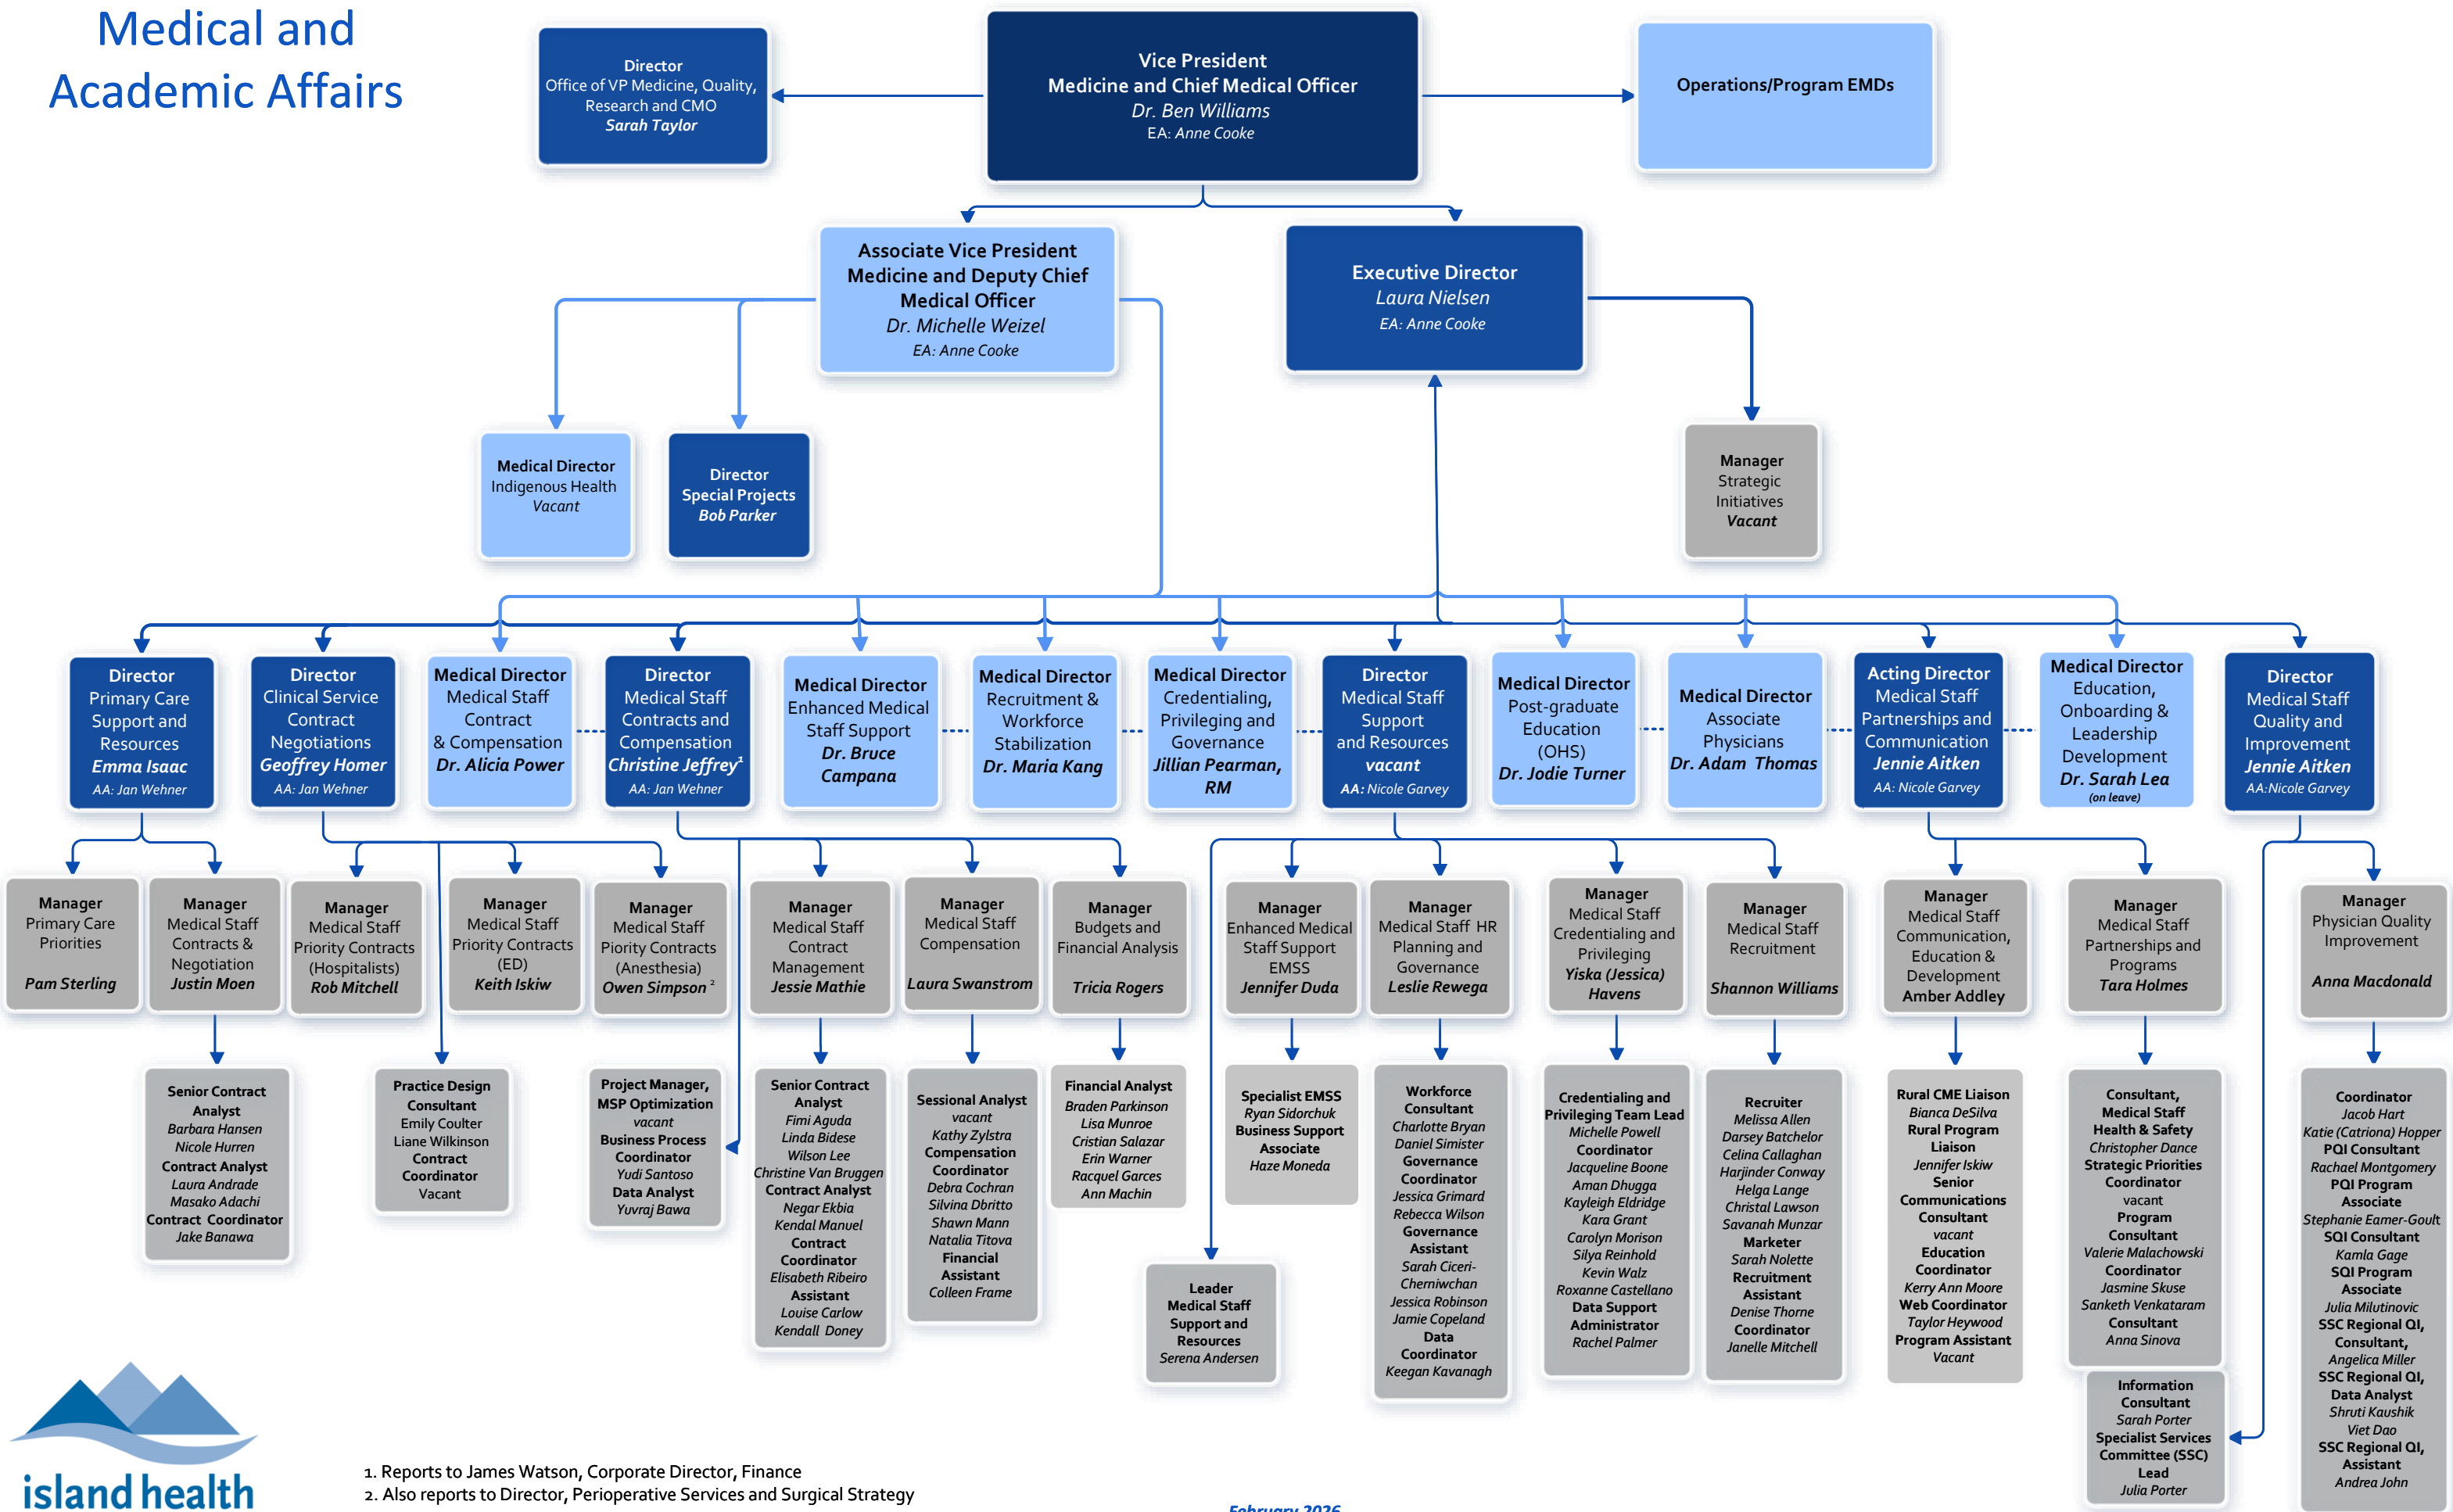 Medical and
Academic Affairs
Director
Office of VP Medicine, Quality,
Research and CMO
Sarah Taylor
Vice President
Medicine and Chief Medical Officer
Dr. Ben Williams
EA: Anne Cooke
Operations/Program EMDs
Associate Vice President
Medicine and Deputy Chief
Medical Officer
Dr. Michelle Weizel
EA: Anne Cooke
Executive Director
Laura Nielsen
EA: Anne Cooke
Medical Director
Indigenous Health
Vacant
Director
Special Projects
Bob Parker
Manager
Strategic
Initiatives
Vacant
Director
Primary Care
Support and
Resources
Emma Isaac
AA: Jan Wehner
Director
Clinical Service
Contract
Negotiations
Geoffrey Homer
AA: Jan Wehner
Medical Director
Medical Staff
Contract
& Compensation
Dr. Alicia Power
Director
Medical Staff
Contracts and
Compensation
Christine Jeffrey¹
AA: Jan Wehner
Medical Director
Enhanced Medical
Staff Support
Dr. Bruce
Campana
Medical Director
Recruitment &
Workforce
Stabilization
Dr. Maria Kang
Medical Director
Credentialing,
Privileging and
Governance
Jillian Pearman,
RM
Director
Medical Staff
Support
and Resources
vacant
AA: Nicole Garvey
Medical Director
Post-graduate
Education
(OHS)
Dr. Jodie Turner
Medical Director
Associate
Physicians
Dr. Adam Thomas
Acting Director
Medical Staff
Partnerships and
Communication
Jennie Aitken
AA: Nicole Garvey
Medical Director
Education,
Onboarding &
Leadership
Development
Dr. Sarah Lea
(on leave)
Director
Medical Staff
Quality and
Improvement
Jennie Aitken
AA:Nicole Garvey
Manager
Primary Care
Priorities
Pam Sterling
Manager
Medical Staff
Contracts &
Negotiation
Justin Moen
Manager
Medical Staff
Priority Contracts
(Hospitalists)
Rob Mitchell
Manager
Medical Staff
Priority Contracts
(ED)
Keith Iskiw
Manager
Medical Staff
Piority Contracts
(Anesthesia)
Owen Simpson ²
Manager
Medical Staff
Contract
Management
Jessie Mathie
Manager
Medical Staff
Compensation
Laura Swanstrom
Manager
Budgets and
Financial Analysis
Tricia Rogers
Manager
Enhanced Medical
Staff Support
EMSS
Jennifer Duda
Manager
Medical Staff HR
Planning and
Governance
Leslie Rewega
Manager
Medical Staff
Credentialing and
Privileging
Yiska (Jessica)
Havens
Manager
Medical Staff
Recruitment
Shannon Williams
Manager
Medical Staff
Communication,
Education &
Development
Amber Addley
Manager
Medical Staff
Partnerships and
Programs
Tara Holmes
Manager
Physician Quality
Improvement
Anna Macdonald
Senior Contract
Analyst
Barbara Hansen
Nicole Hurren
Contract Analyst
Laura Andrade
Masako Adachi
Contract Coordinator
Jake Banawa
Practice Design
Consultant
Emily Coulter
Liane Wilkinson
Contract
Coordinator
Vacant
Project Manager,
MSP Optimization
vacant
Business Process
Coordinator
Yudi Santoso
Data Analyst
Yuvraj Bawa
Senior Contract
Analyst
Fimi Aguda
Linda Bidese
Wilson Lee
Christine Van Bruggen
Contract Analyst
Negar Ekbia
Kendal Manuel
Contract
Coordinator
Elisabeth Ribeiro
Assistant
Louise Carlow
Kendall Doney
Sessional Analyst
vacant
Kathy Zylstra
Compensation
Coordinator
Debra Cochran
Silvina Dbritto
Shawn Mann
Natalia Titova
Financial
Assistant
Colleen Frame
Financial Analyst
Braden Parkinson
Lisa Munroe
Cristian Salazar
Erin Warner
Racquel Garces
Ann Machin
Leader
Medical Staff
Support and
Resources
Serena Andersen
Specialist EMSS
Ryan Sidorchuk
Business Support
Associate
Haze Moneda
Workforce
Consultant
Charlotte Bryan
Daniel Simister
Governance
Coordinator
Jessica Grimard
Rebecca Wilson
Governance
Assistant
Sarah Ciceri-
Cherniwchan
Jessica Robinson
Jamie Copeland
Data
Coordinator
Keegan Kavanagh
Credentialing and
Privileging Team Lead
Michelle Powell
Coordinator
Jacqueline Boone
Aman Dhugga
Kayleigh Eldridge
Kara Grant
Carolyn Morison
Silya Reinhold
Kevin Walz
Roxanne Castellano
Data Support
Administrator
Rachel Palmer
Recruiter
Melissa Allen
Darsey Batchelor
Celina Callaghan
Harjinder Conway
Helga Lange
Christal Lawson
Savanah Munzar
Marketer
Sarah Nolette
Recruitment
Assistant
Denise Thorne
Coordinator
Janelle Mitchell
Rural CME Liaison
Bianca DeSilva
Rural Program
Liaison
Jennifer Iskiw
Senior
Communications
Consultant
vacant
Education
Coordinator
Kerry Ann Moore
Web Coordinator
Taylor Heywood
Program Assistant
Vacant
Consultant,
Medical Staff
Health & Safety
Christopher Dance
Strategic Priorities
Coordinator
vacant
Program
Consultant
Valerie Malachowski
Coordinator
Jasmine Skuse
Sanketh Venkataram
Consultant
Anna Sinova
Information
Consultant
Sarah Porter
Specialist Services
Committee (SSC)
Lead
Julia Porter
Coordinator
Jacob Hart
Katie (Catriona) Hopper
PQI Consultant
Rachael Montgomery
PQI Program
Associate
Stephanie Eamer-Goult
SQI Consultant
Kamla Gage
SQI Program
Associate
Julia Milutinovic
SSC Regional QI,
Consultant,
Angelica Miller
SSC Regional QI,
Data Analyst
Shruti Kaushik
Viet Dao
SSC Regional QI,
Assistant
Andrea John
island health
1. Reports to James Watson, Corporate Director, Finance
2. Also reports to Director, Perioperative Services and Surgical Strategy
February 2026